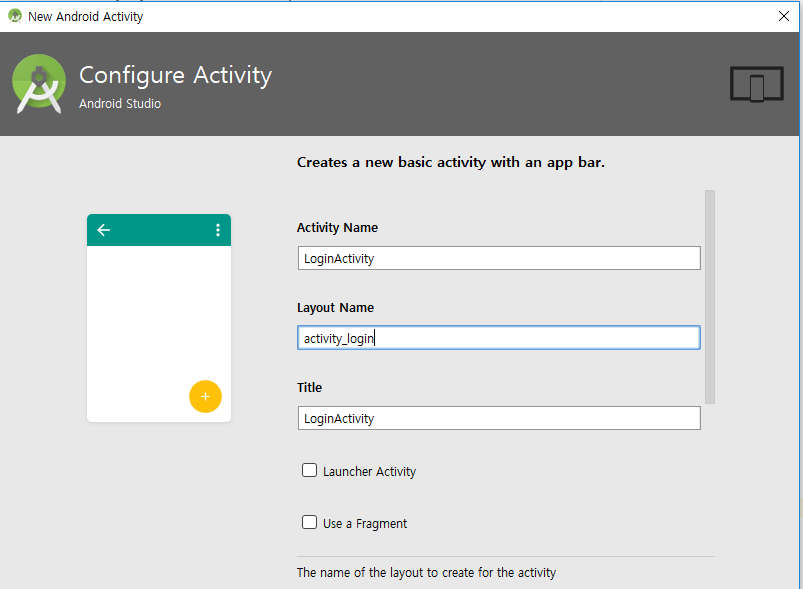 New Android Activity
Configure Activity
Android Studio
Creates a new basic activity with an app bar.
Activity Name
LoginActivity
Layout Name
activity_login
Title
LoginActivity
Launcher Activity
Use a Fragment
The name of the layout to create for the activity